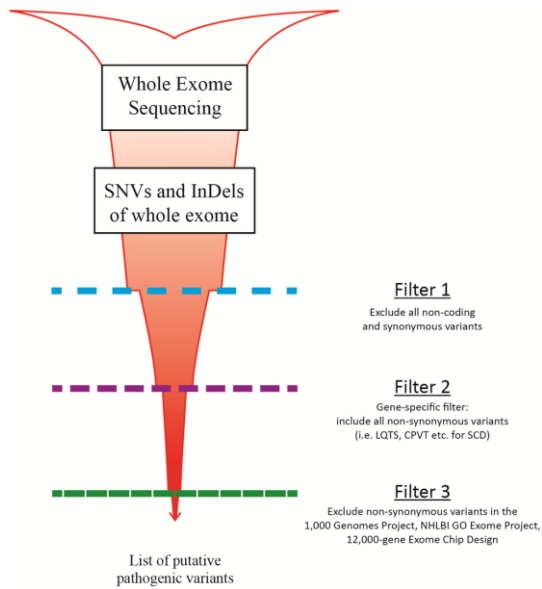 Whole Exome
Sequencing
SNVs and InDels
of whole exome
Filter 1
Exclude all non-coding
and synonymous variants
Filter 2
Gene-specific filter:
include all non-synonymous variants
(i.e. LQTS, CPVT etc. for SCD)
Filter 3
Exclude non-synonymous variants in the
1,000 Genomes Project, NHLBI GO Exome Project,
12,000-gene Exome Chip Design
List of putative
pathogenic variants